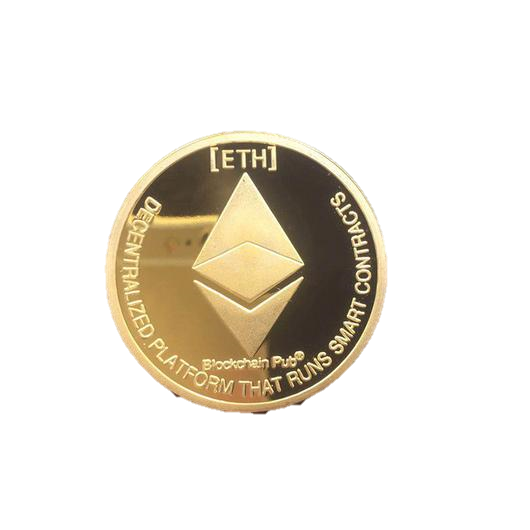 [ETH]
DECENTRALIZED PLATFORM THAT RUNS SMART CONTRACTS
Blockchain Pub®